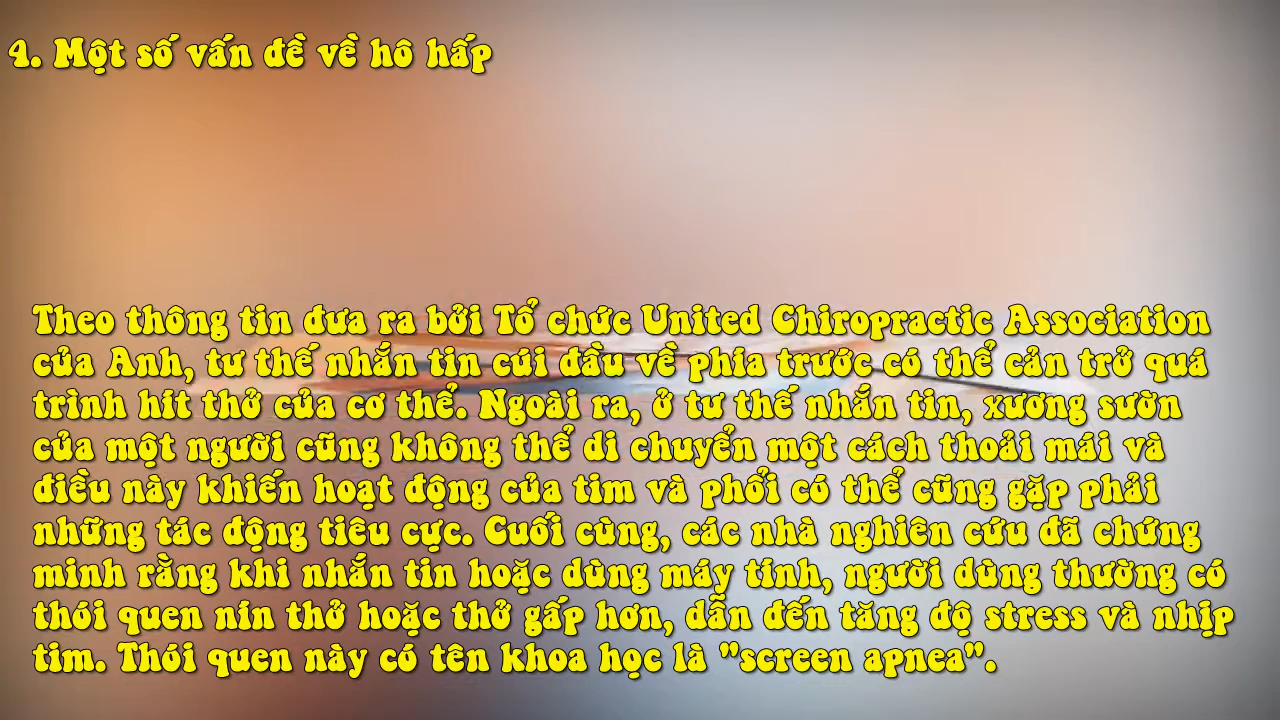 4. Một số vấn đề về hô hấp
Theo thông tin đưa ra bởi Tổ chức United Chiropractic Association
của Anh, tư thế nhắn tin cúi đầu về phía trước có thể cản trở quá
trình hít thở của cơ thể. Ngoài ra, ở tư thế nhắn tin, xương sườn
của một người cũng không thể di chuyển một cách thoải mái và
điều này khiến hoạt động của tim và phổi có thể cũng gặp phải
những tác động tiêu cực. Cuối cùng, các nhà nghiên cứu đã chứng
minh rằng khi nhắn tin hoặc dùng máy tính, người dùng thường có
thói quen nín thở hoặc thở gấp hơn, dẫn đến tăng độ stress và nhịp
tim. Thói quen này có tên khoa học là "screen apnea".